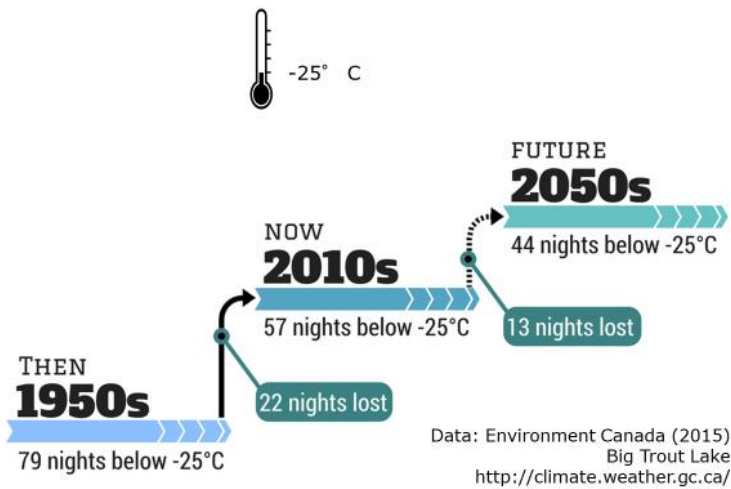 -25° C
THEN
1950s
79 nights below -25°C
22 nights lost
NOW
2010s
57 nights below -25°C
13 nights lost
FUTURE
2050s
44 nights below -25°C
Data: Environment Canada (2015)
Big Trout Lake
http://climate.weather.gc.ca/